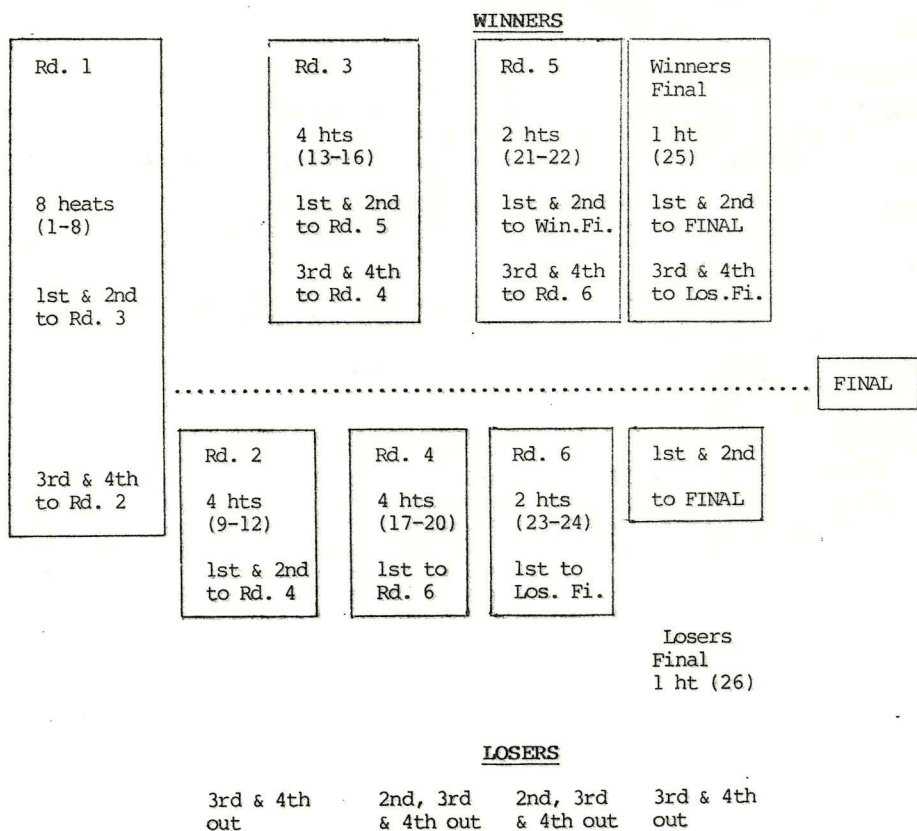 WINNERS
Rd. 1
8 heats
(1-8)
1st & 2nd
to Rd. 3
3rd & 4th
to Rd. 2
Rd. 3
4 hts
(13-16)
1st & 2nd
to Rd. 5
3rd & 4th
to Rd. 4
Rd. 5
2 hts
(21-22)
1st & 2nd
to Win.Fi.
3rd & 4th
to Rd. 6
Winners
Final
1 ht
(25)
1st & 2nd
to FINAL
3rd & 4th
to Los.Fi.
FINAL
Rd. 2
4 hts
(9-12)
1st & 2nd
to Rd. 4
Rd. 4
4 hts
(17-20)
1st to
Rd. 6
Rd. 6
2 hts
(23-24)
1st to
Los. Fi.
1st & 2nd
to FINAL
Losers
Final
1 ht (26)
LOSERS
3rd & 4th
out
2nd, 3rd
& 4th out
2nd, 3rd
& 4th out
3rd & 4th
out